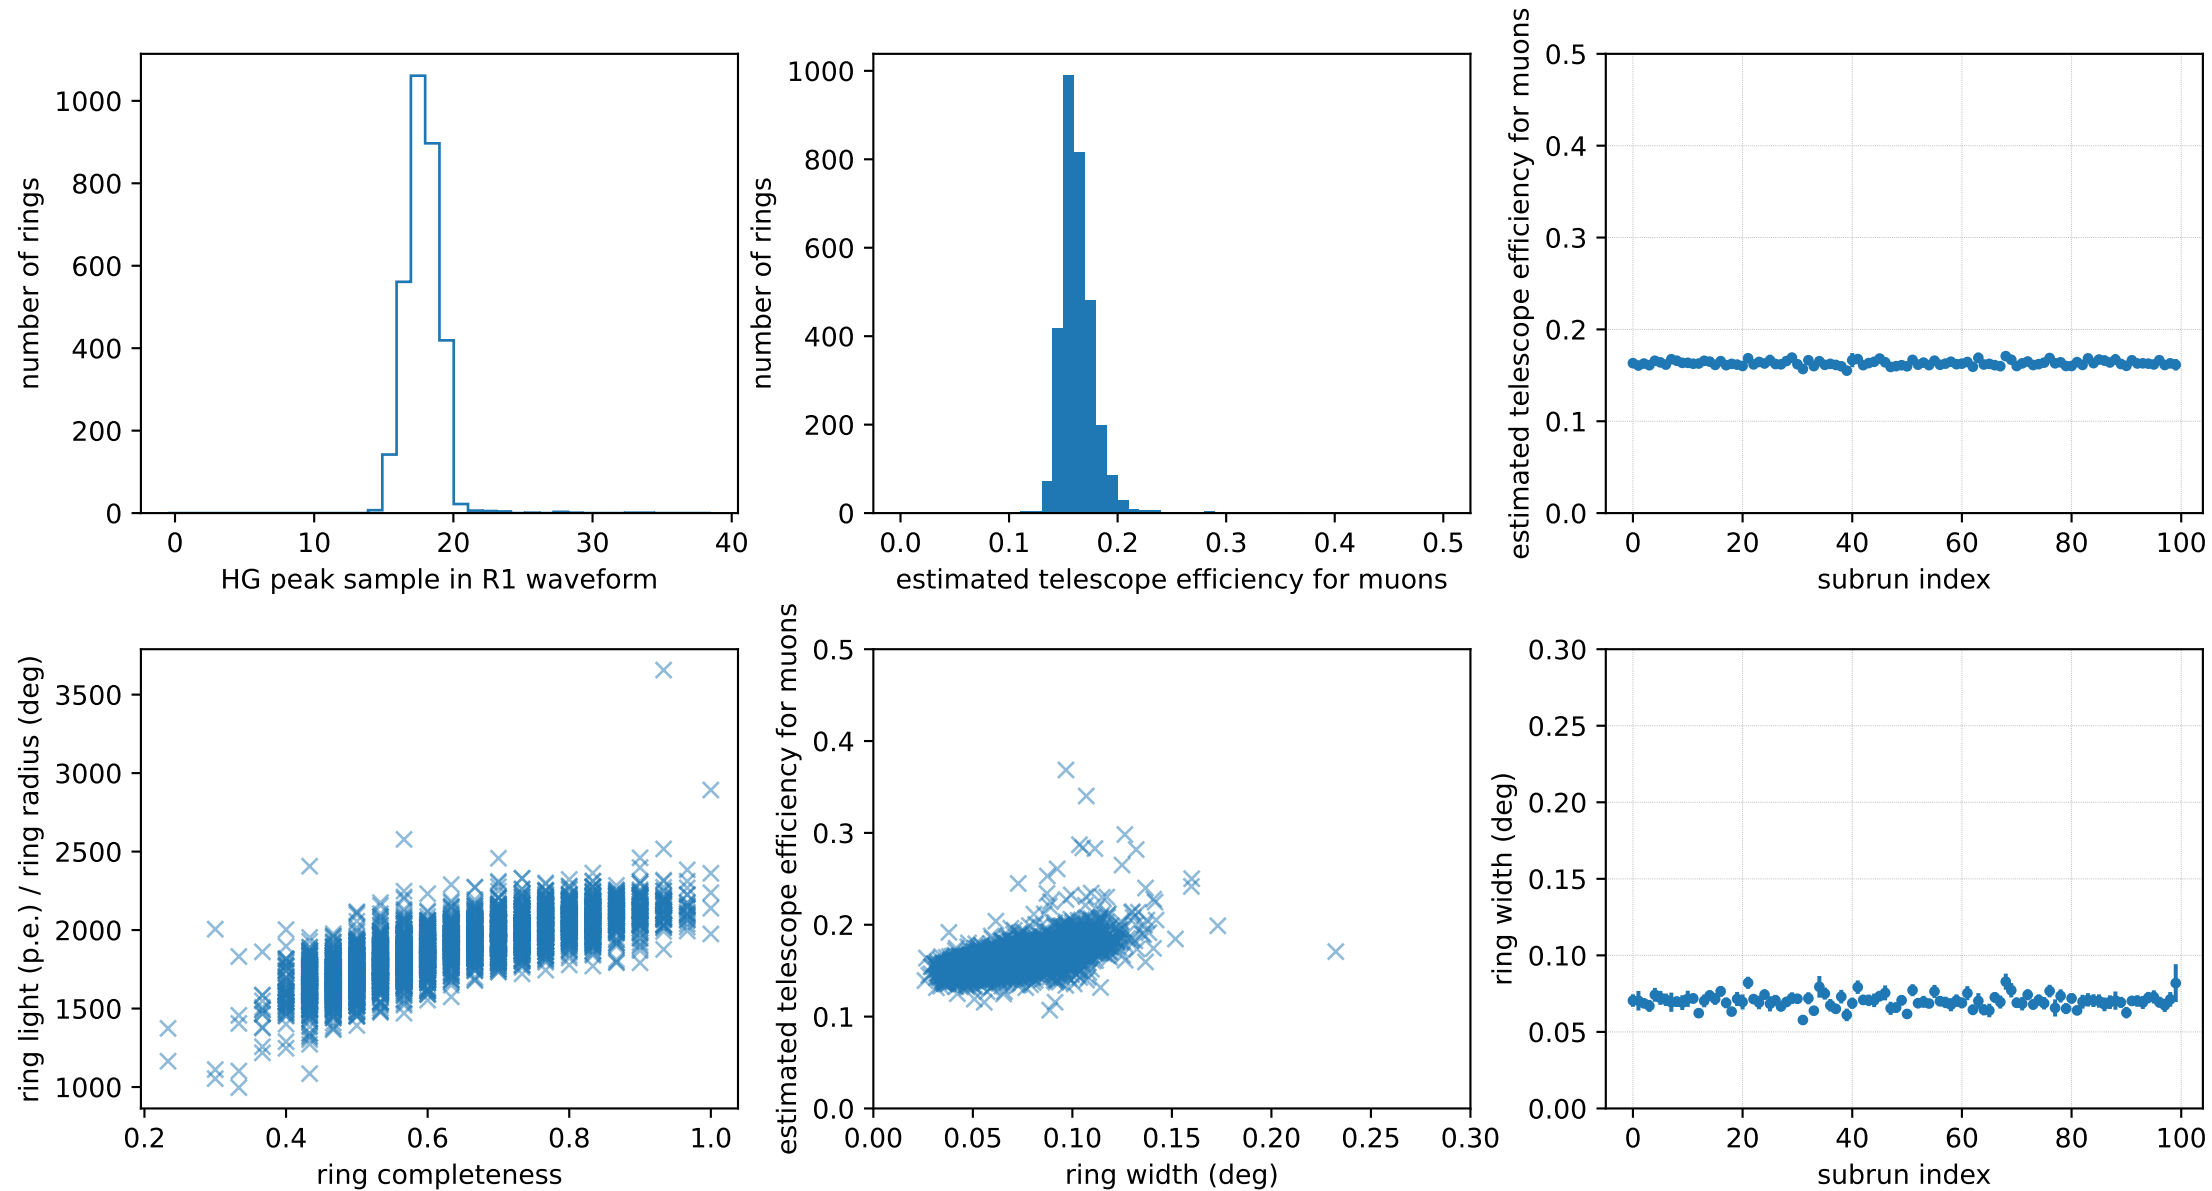 number of rings
1000
800
600
400
200
0
0 10 20 30 40
HG peak sample in R1 waveform
number of rings
1000
800
600
400
200
0
0.0 0.1 0.2 0.3 0.4 0.5
estimated telescope efficiency for muons
estimated telescope efficiency for muons
0.5
0.4
0.3
0.2
0.1
0.0
0 20 40 60 80 100
subrun index
ring light (p.e.) / ring radius (deg)
3500
3000
2500
2000
1500
1000
0.2 0.4 0.6 0.8 1.0
ring completeness
estimated telescope efficiency for muons
0.5
0.4
0.3
0.2
0.1
0.0
0.00 0.05 0.10 0.15 0.20 0.25 0.30
ring width (deg)
ring width (deg)
0.30
0.25
0.20
0.15
0.10
0.05
0.00
0 20 40 60 80 100
subrun index